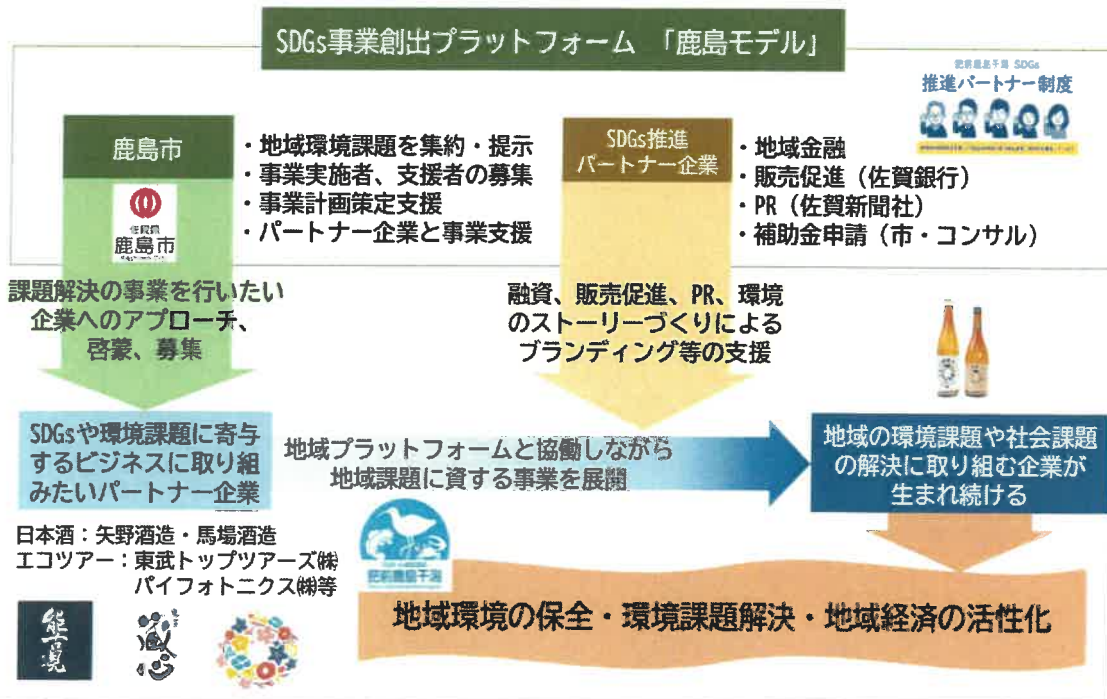 SDGs事業創出プラットフォーム 「鹿島モデル」
肥前鹿島干潟 SDGs
推進パートナー制度
鹿島市
佐賀県
鹿島市
・地域環境課題を集約・提示
・事業実施者、支援者の募集
・事業計画策定支援
・パートナー企業と事業支援
SDGs推進
パートナー企業
・地域金融
・販売促進（佐賀銀行）
・PR（佐賀新聞社）
・補助金申請（市・コンサル）
課題解決の事業を行いたい
企業へのアプローチ、
啓蒙、募集
融資、販売促進、PR、環境
のストーリーづくりによる
ブランディング等の支援
SDGsや環境課題に寄与
するビジネスに取り組
みたいパートナー企業
地域プラットフォームと協働しながら
地域課題に資する事業を展開
地域の環境課題や社会課題
の解決に取り組む企業が
生まれ続ける
日本酒：矢野酒造・馬場酒造
エコツアー：東武トップツアーズ㈱
パイフォトニクス㈱等
肥前鹿島干潟
能古見
地域環境の保全・環境課題解決・地域経済の活性化